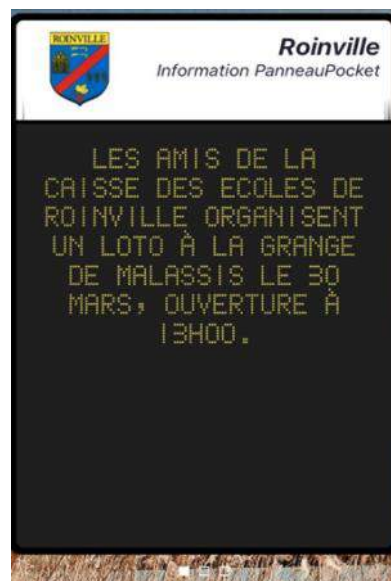 ROINVILLE
Roinville
Information PanneauPocket
LES AMIS DE LA
CAISSE DES ECOLES DE
ROINVILLE ORGANISENT
UN LOTO À LA GRANGE
DE MALASSIS LE 30
MARS, OUVERTURE À
13H00.